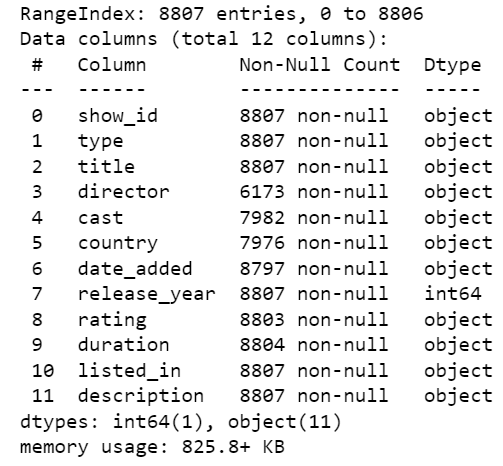 RangeIndex: 8807 entries, 0 to 8806
Data columns (total 12 columns):
 #   Column        Non-Null Count  Dtype
---  ------        --------------  -----
 0   show_id       8807 non-null   object
 1   type          8807 non-null   object
 2   title         8807 non-null   object
 3   director      6173 non-null   object
 4   cast          7982 non-null   object
 5   country       7976 non-null   object
 6   date_added    8797 non-null   object
 7   release_year  8807 non-null   int64
 8   rating        8803 non-null   object
 9   duration      8804 non-null   object
 10  listed_in     8807 non-null   object
 11  description   8807 non-null   object
dtypes: int64(1), object(11)
memory usage: 825.8+ KB